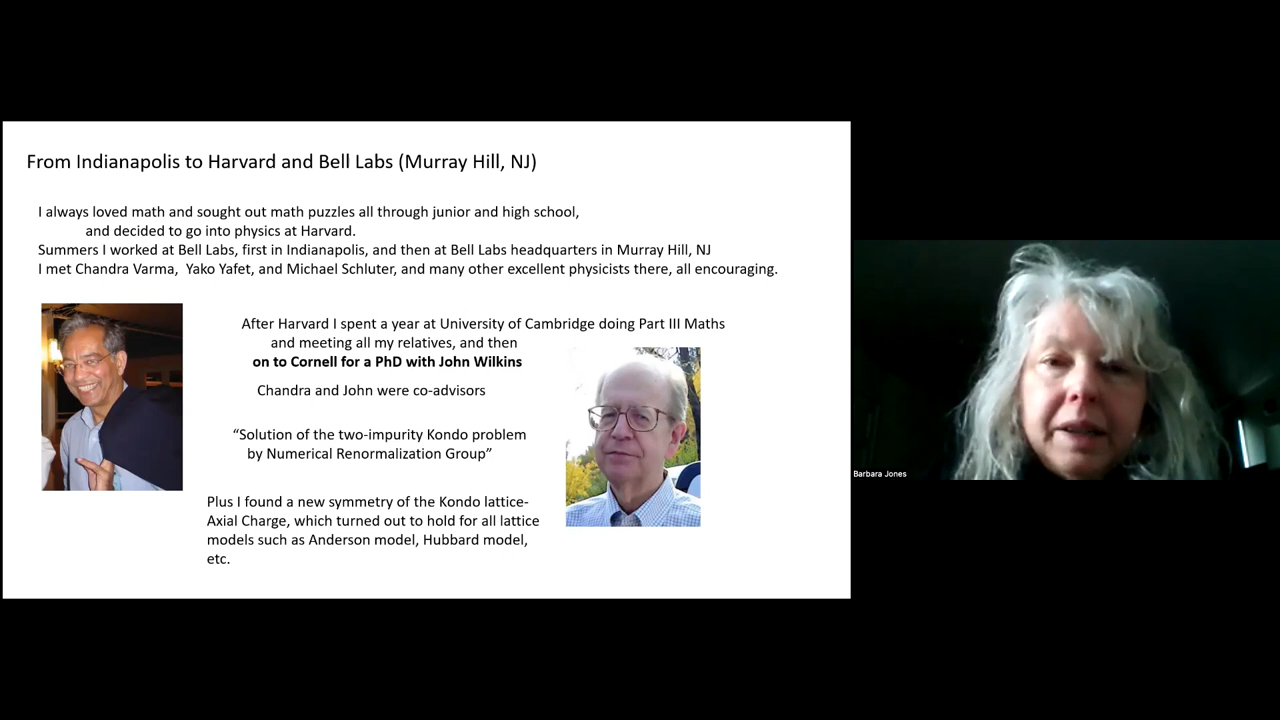 From Indianapolis to Harvard and Bell Labs (Murray Hill, NJ)
I always loved math and sought out math puzzles all through junior and high school,
and decided to go into physics at Harvard.
Summers I worked at Bell Labs, first in Indianapolis, and then at Bell Labs headquarters in Murray Hill, NJ
I met Chandra Varma,  Yako Yafet, and Michael Schluter, and many other excellent physicists there, all encouraging.
After Harvard I spent a year at University of Cambridge doing Part III Maths
and meeting all my relatives, and then
on to Cornell for a PhD with John Wilkins
Chandra and John were co-advisors
“Solution of the two-impurity Kondo problem
by Numerical Renormalization Group”
Plus I found a new symmetry of the Kondo lattice-
Axial Charge, which turned out to hold for all lattice
models such as Anderson model, Hubbard model,
etc.
Barbara Jones